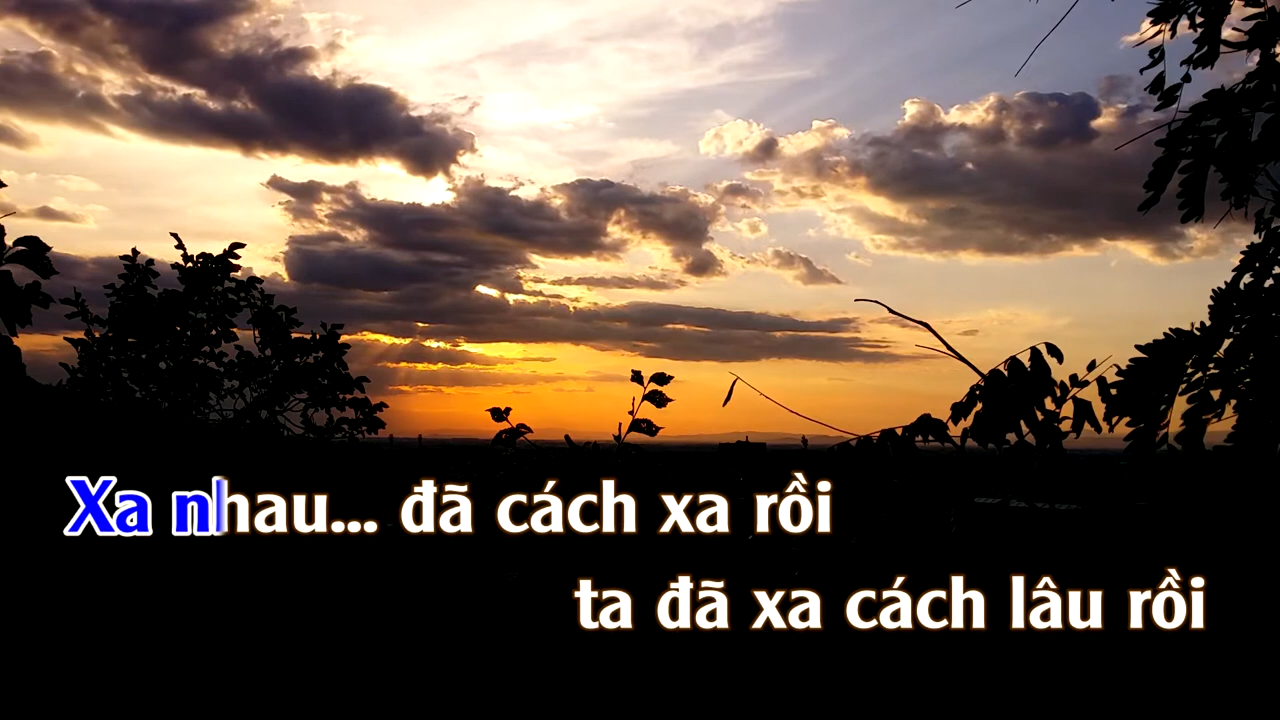 Xa nhau... đã cách xa rồi
ta đã xa cách lâu rồi